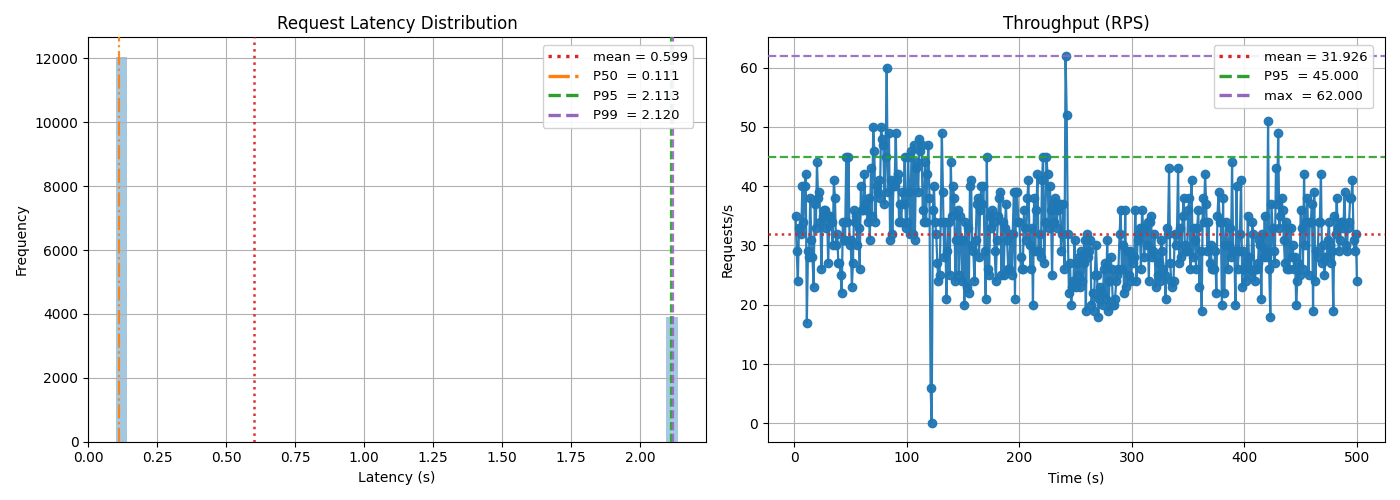 Request Latency Distribution
mean = 0.599
P50 = 0.111
P95 = 2.113
P99 = 2.120
Frequency
12000
10000
8000
6000
4000
2000
0
0.00 0.25 0.50 0.75 1.00 1.25 1.50 1.75 2.00
Latency (s)
Throughput (RPS)
mean = 31.926
P95 = 45.000
max = 62.000
Requests/s
60
50
40
30
20
10
0
0 100 200 300 400 500
Time (s)